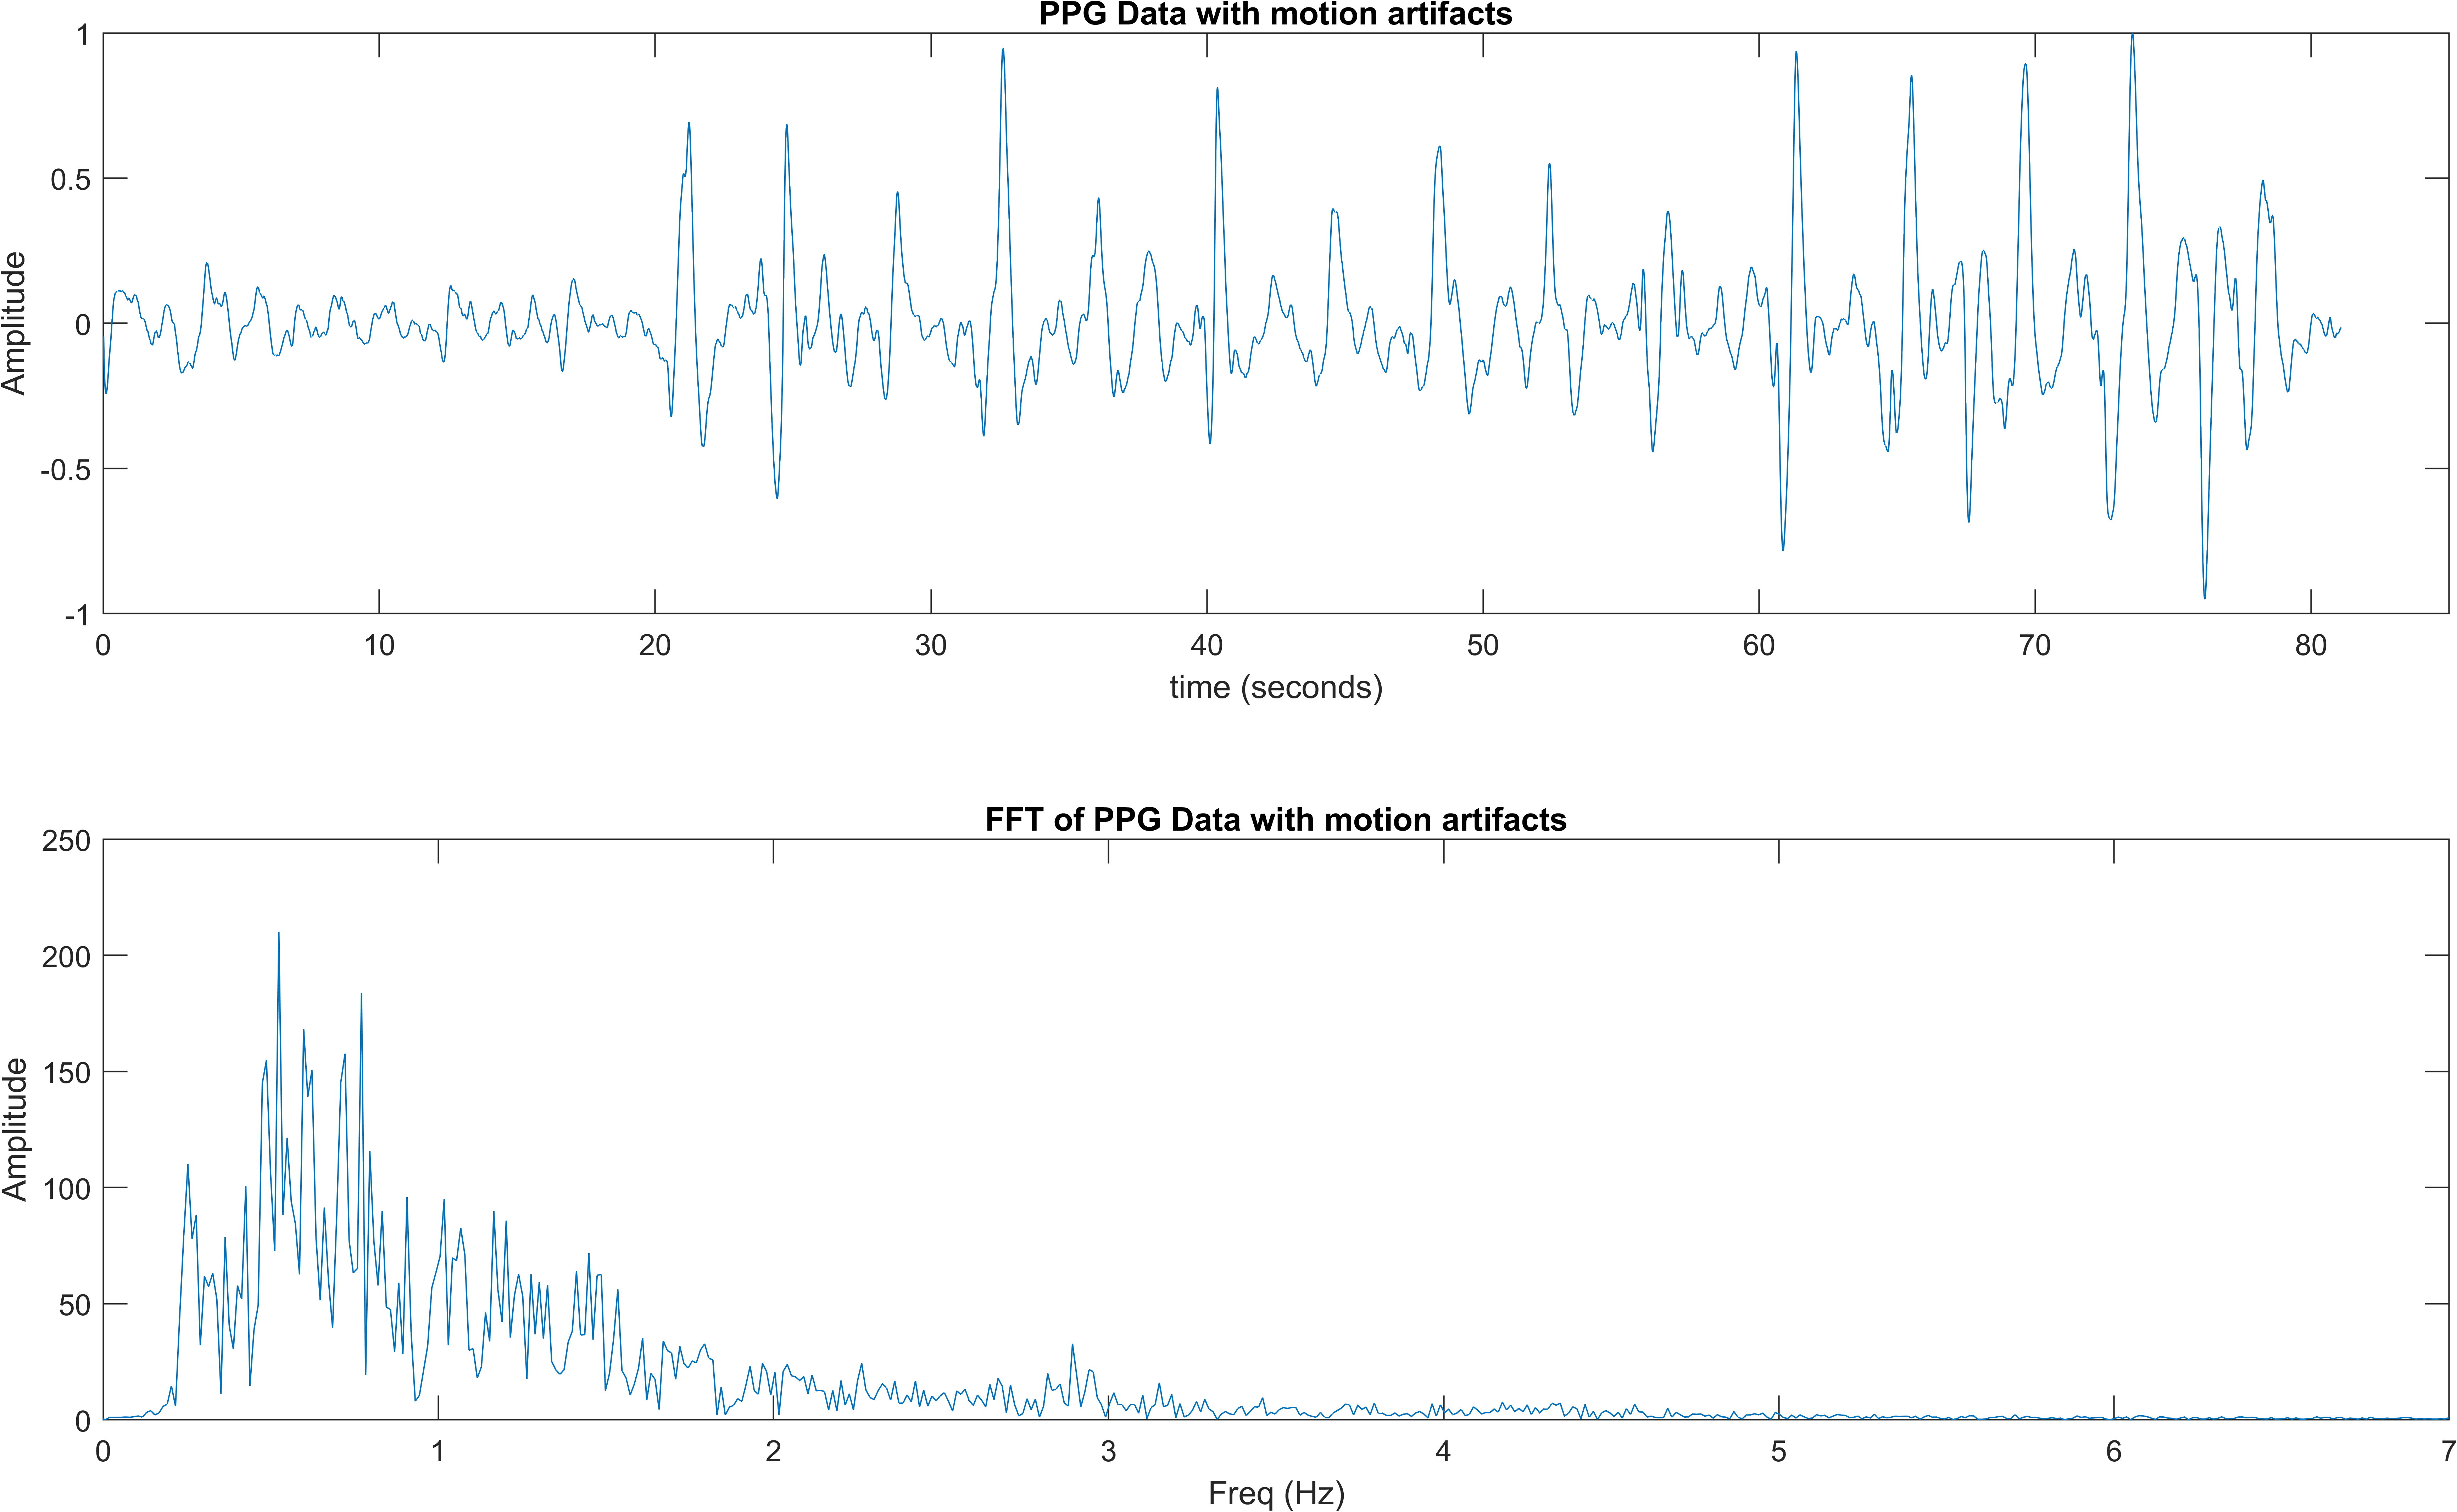 PPG Data with motion artifacts
1
0.5
0
-0.5
-1
Amplitude
0 10 20 30 40 50 60 70 80
time (seconds)
FFT of PPG Data with motion artifacts
250
200
150
100
50
0
Amplitude
0 1 2 3 4 5 6 7
Freq (Hz)